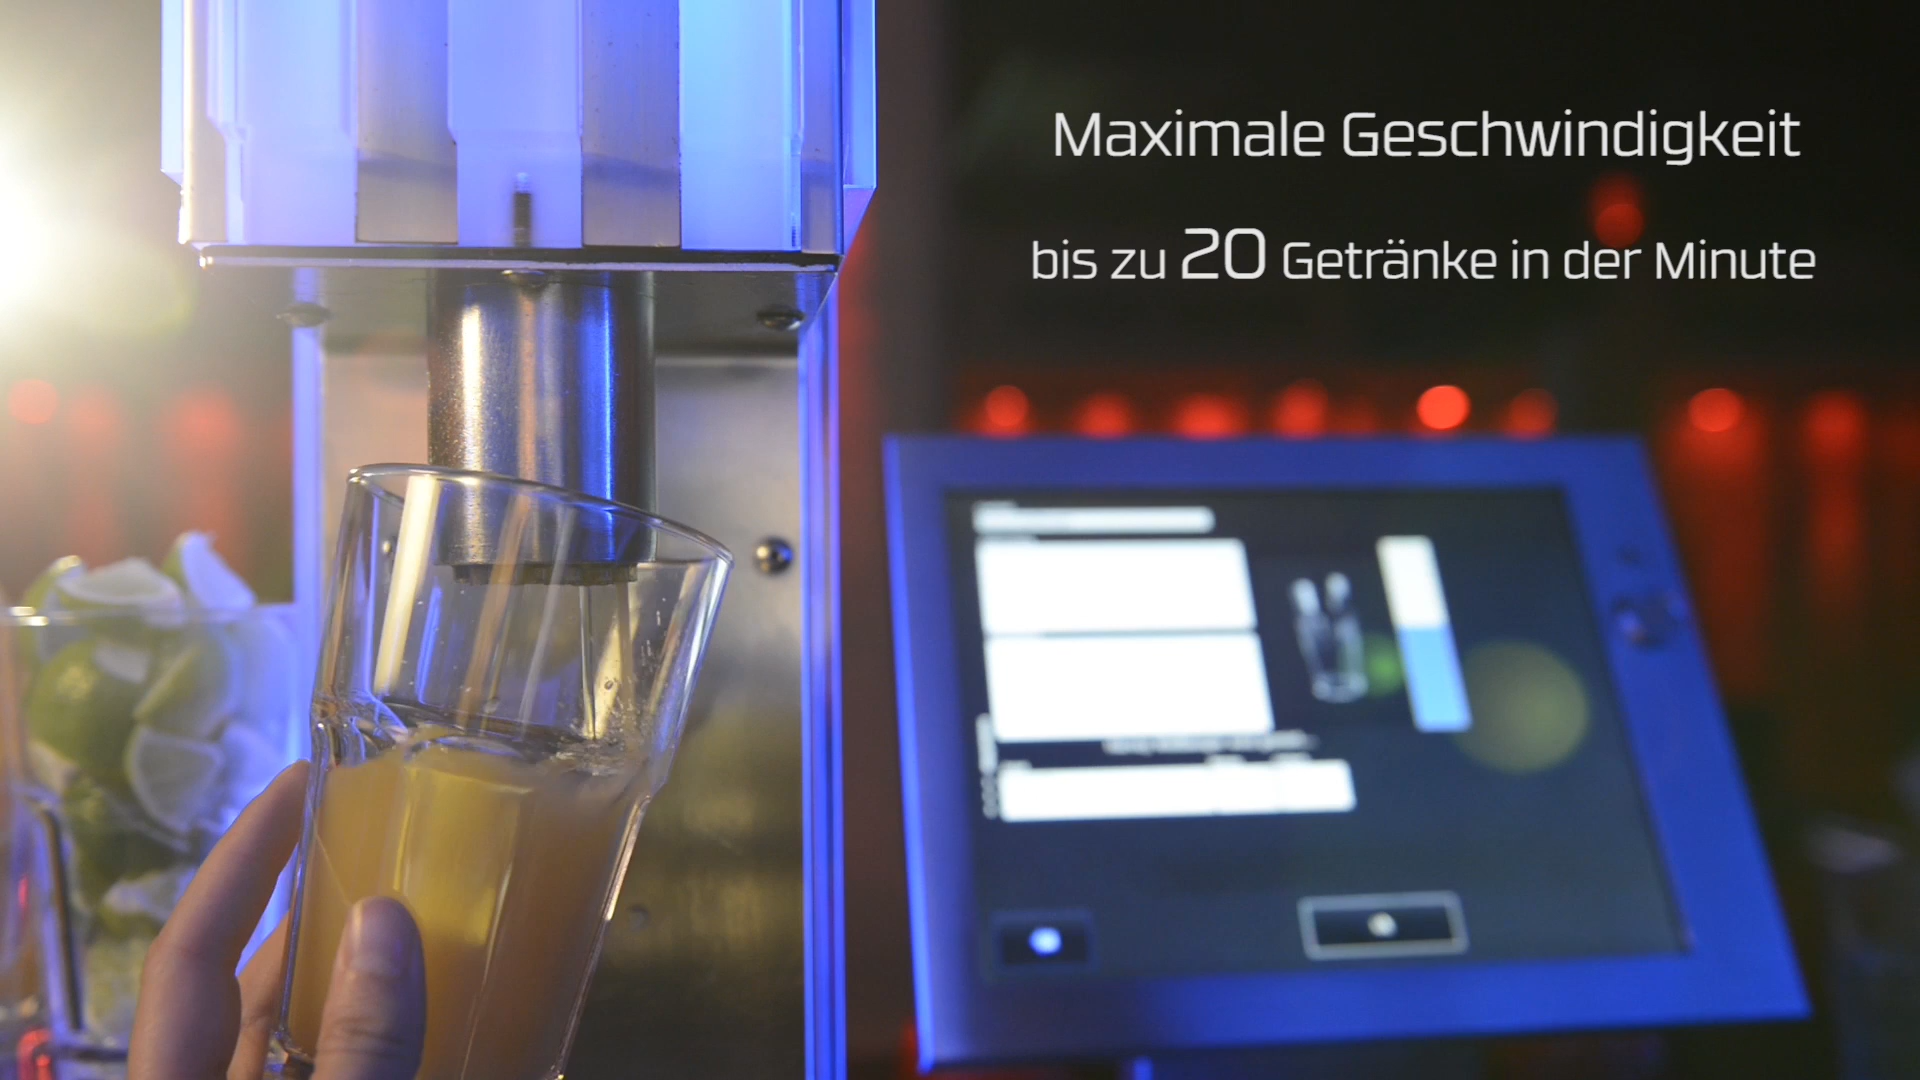 Maximale Geschwindigkeit
bis zu 20 Getränke in der Minute